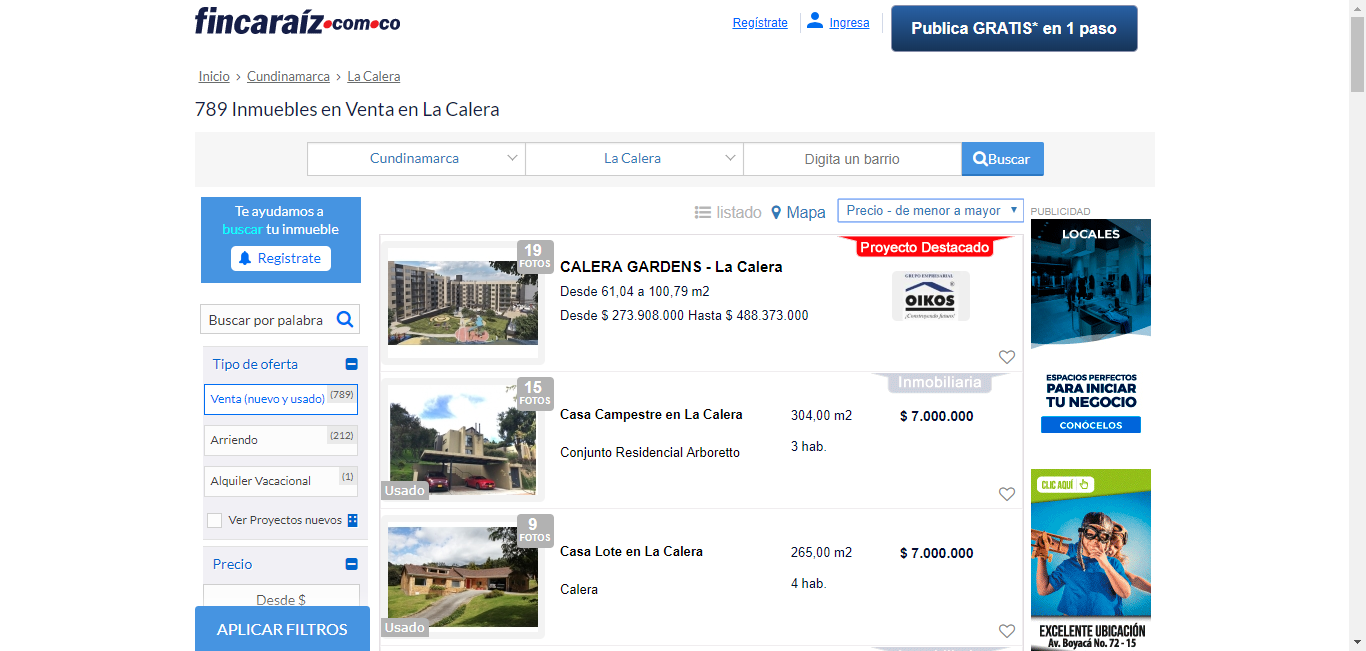 fincaraíz.com.co
Regístrate
Ingresa
Publica GRATIS* en 1 paso
Inicio › Cundinamarca › La Calera
789 Inmuebles en Venta en La Calera
Cundinamarca
La Calera
Digita un barrio
Buscar
Te ayudamos a
buscar tu inmueble
Registrate
Buscar por palabra
Tipo de oferta
Venta (nuevo y usado) (789)
Arriendo (212)
Alquiler Vacacional (1)
Ver Proyectos nuevos
Precio
Desde $
APLICAR FILTROS
listado
Mapa
Precio - de menor a mayor
19
FOTOS
CALERA GARDENS - La Calera
Desde 61,04 a 100,79 m2
Desde $ 273.908.000 Hasta $ 488.373.000
Proyecto Destacado
GRUPO EMPRESARIAL
OIKOS
¡Construyendo futuro!
15
FOTOS
Usado
Casa Campestre en La Calera
Conjunto Residencial Arboretto
304,00 m2
3 hab.
Inmobiliaria
$ 7.000.000
9
FOTOS
Usado
Casa Lote en La Calera
Calera
265,00 m2
4 hab.
$ 7.000.000
PUBLICIDAD
LOCALES
ESPACIOS PERFECTOS
PARA INICIAR
TU NEGOCIO
CONÓCELOS
CLIC AQUÍ
EXCELENTE UBICACIÓN
Av. Boyacá No. 72 - 15